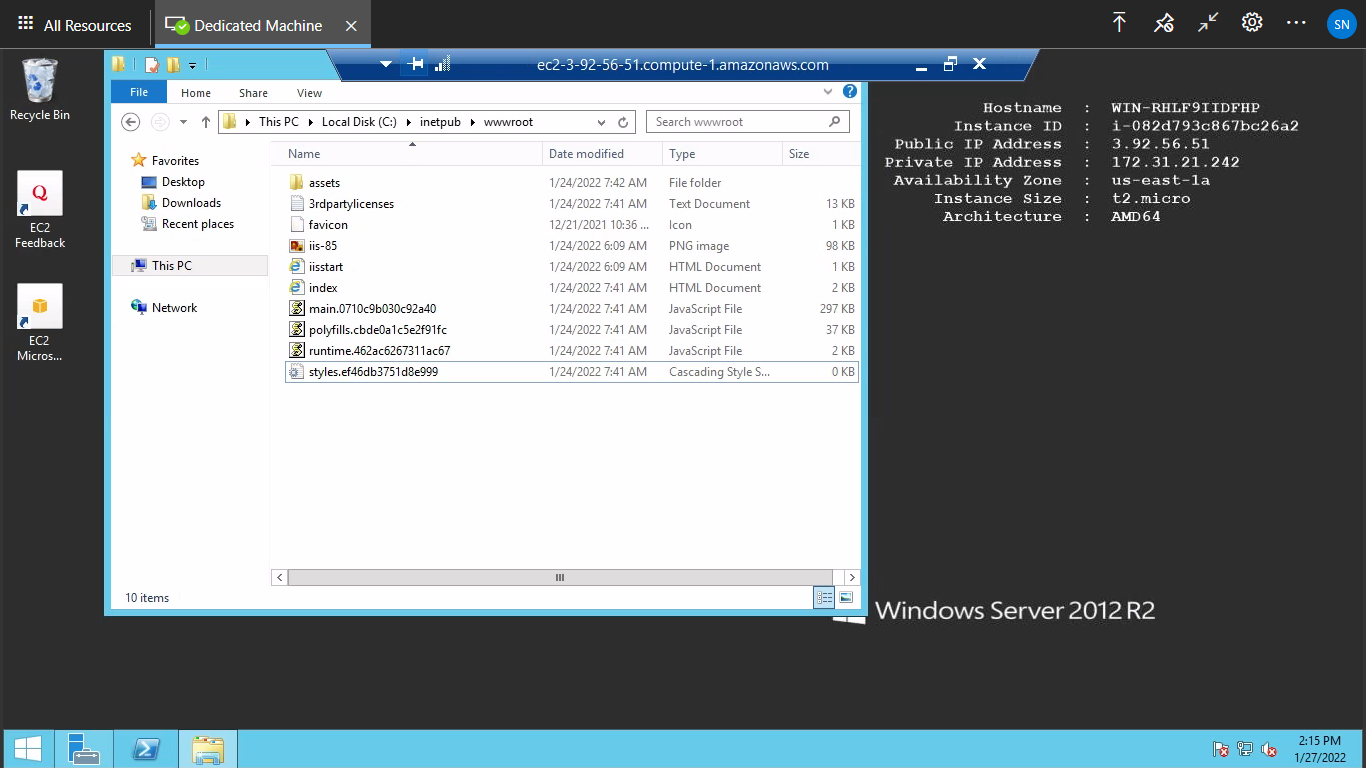 All Resources
Dedicated Machine
SN
Recycle Bin
EC2
Feedback
EC2
Micros...
ec2-3-92-56-51.compute-1.amazonaws.com
File
Home
Share
View
This PC
Local Disk (C:)
inetpub
wwwroot
Search wwwroot
Favorites
Desktop
Downloads
Recent places
This PC
Network
Name Date modified Type Size
assets 1/24/2022 7:42 AM File folder
3rdpartylicenses 1/24/2022 7:41 AM Text Document 13 KB
favicon 12/21/2021 10:36 ... Icon 1 KB
iis-85 1/24/2022 6:09 AM PNG image 98 KB
iisstart 1/24/2022 6:09 AM HTML Document 1 KB
index 1/24/2022 7:41 AM HTML Document 2 KB
main.0710c9b030c92a40 1/24/2022 7:41 AM JavaScript File 297 KB
polyfills.cbde0a1c5e2f91fc 1/24/2022 7:41 AM JavaScript File 37 KB
runtime.462ac6267311ac67 1/24/2022 7:41 AM JavaScript File 2 KB
styles.ef46db3751d8e999 1/24/2022 7:41 AM Cascading Style S... 0 KB
10 items
Hostname : WIN-RHLF9IIDFHP
Instance ID : i-082d793c867bc26a2
Public IP Address : 3.92.56.51
Private IP Address : 172.31.21.242
Availability Zone : us-east-1a
Instance Size : t2.micro
Architecture : AMD64
Windows Server 2012 R2
2:15 PM
1/27/2022